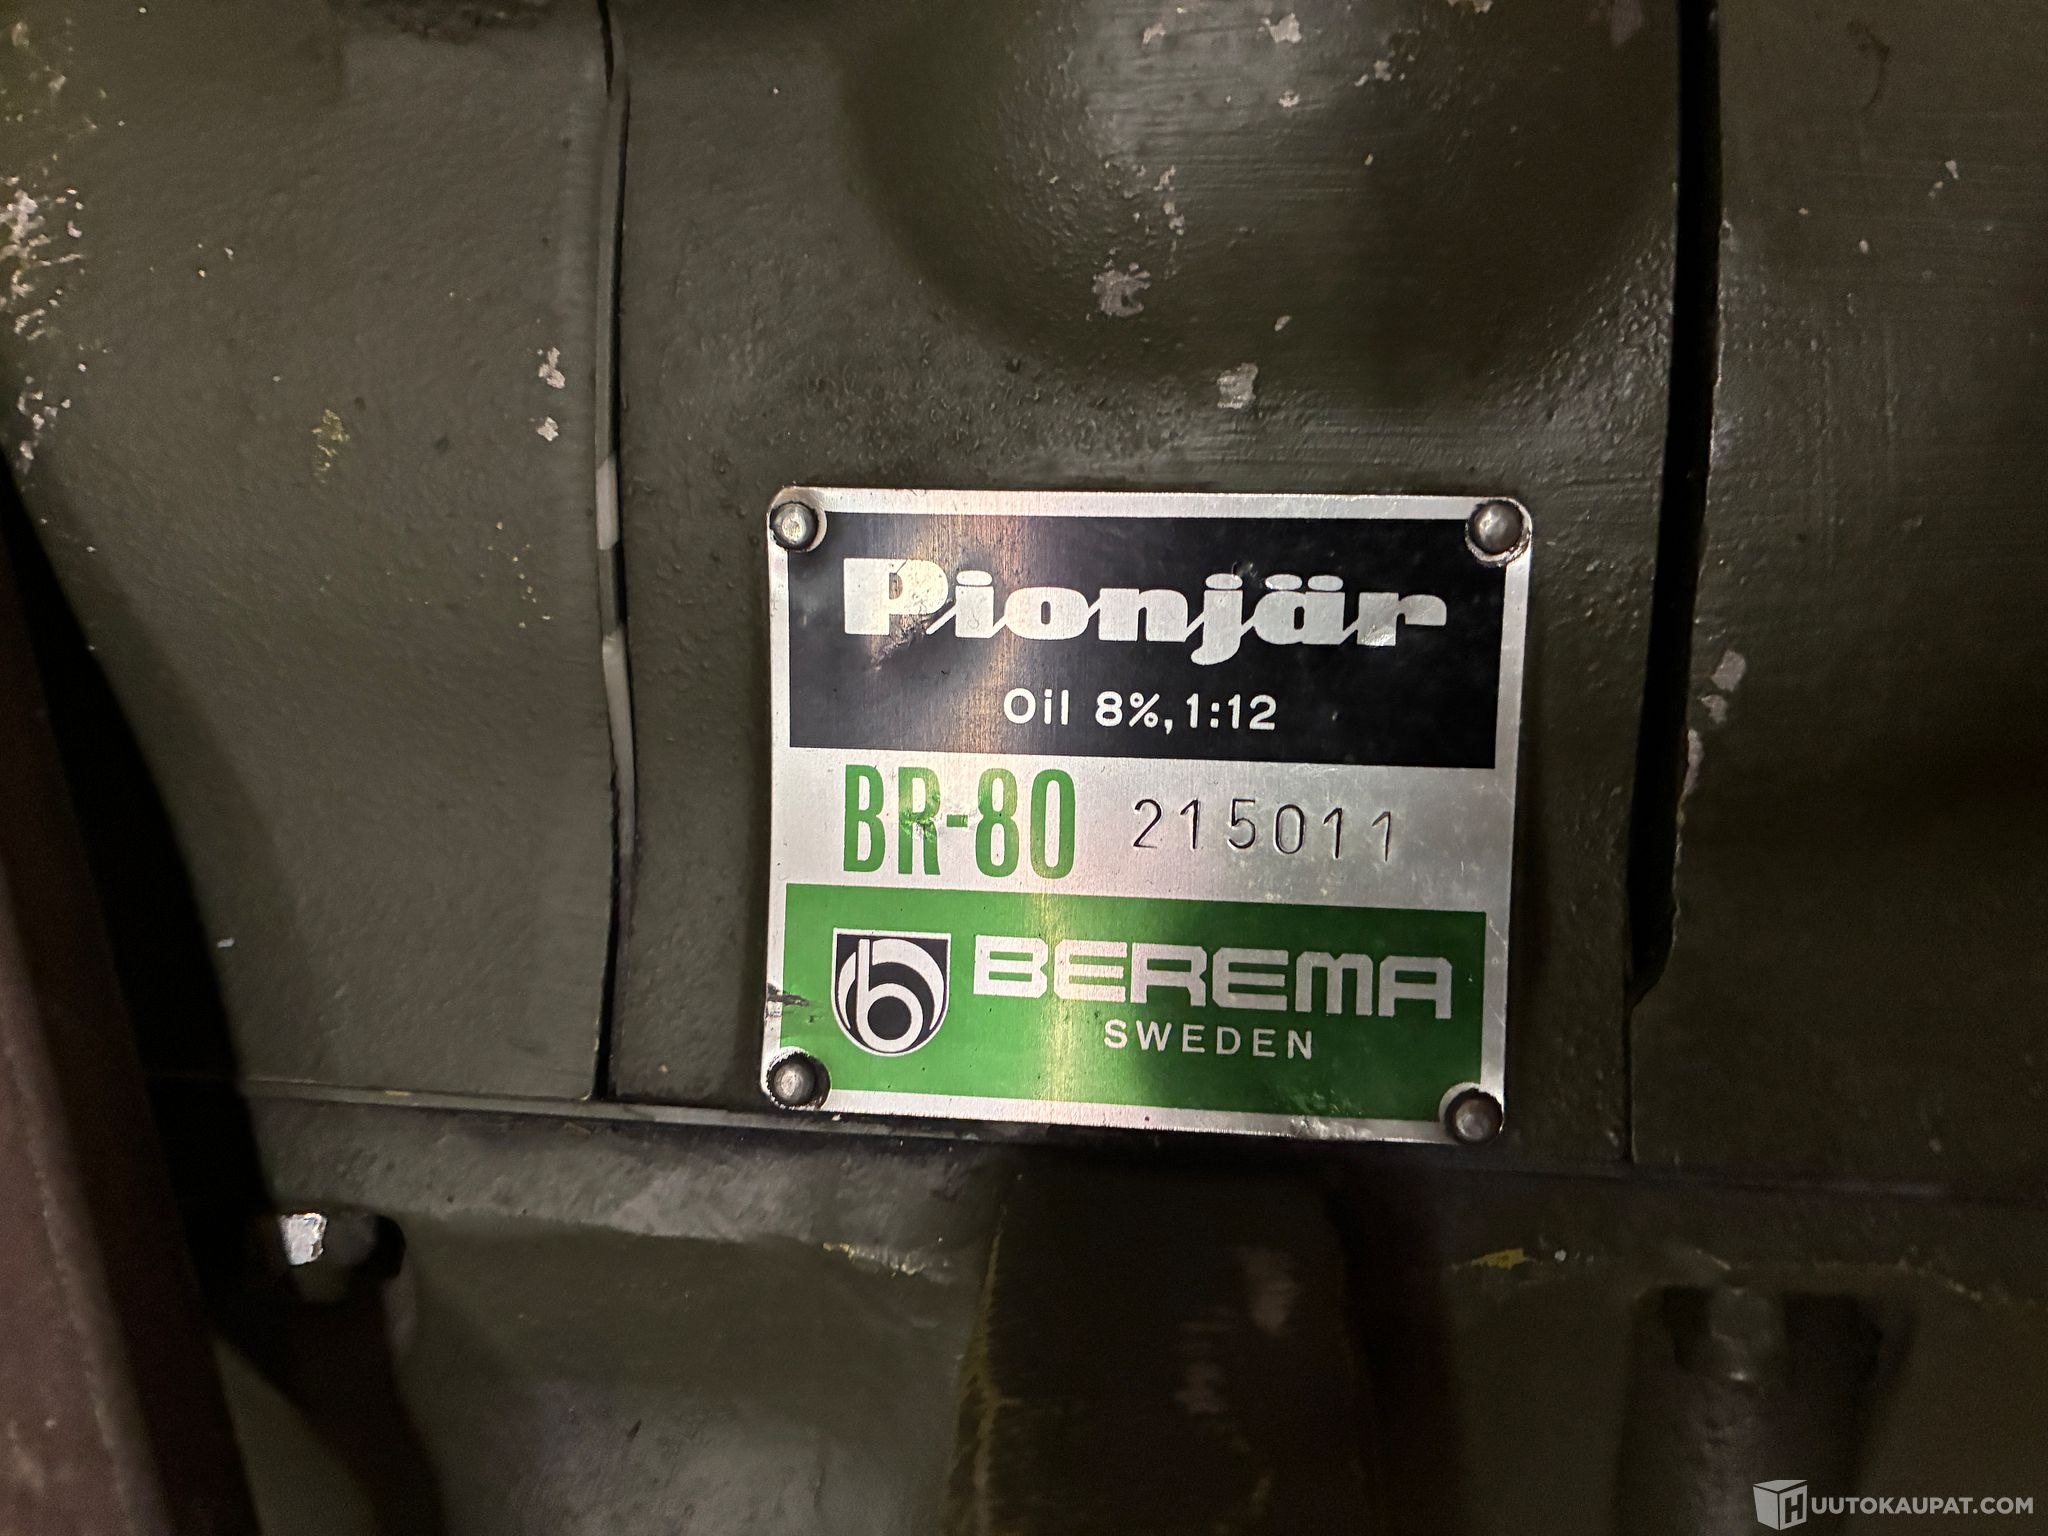 Pionjär
Oil 8%, 1:12
BR-80 215011
b BEREMA
SWEDEN
HUUTOKAUPAT.COM